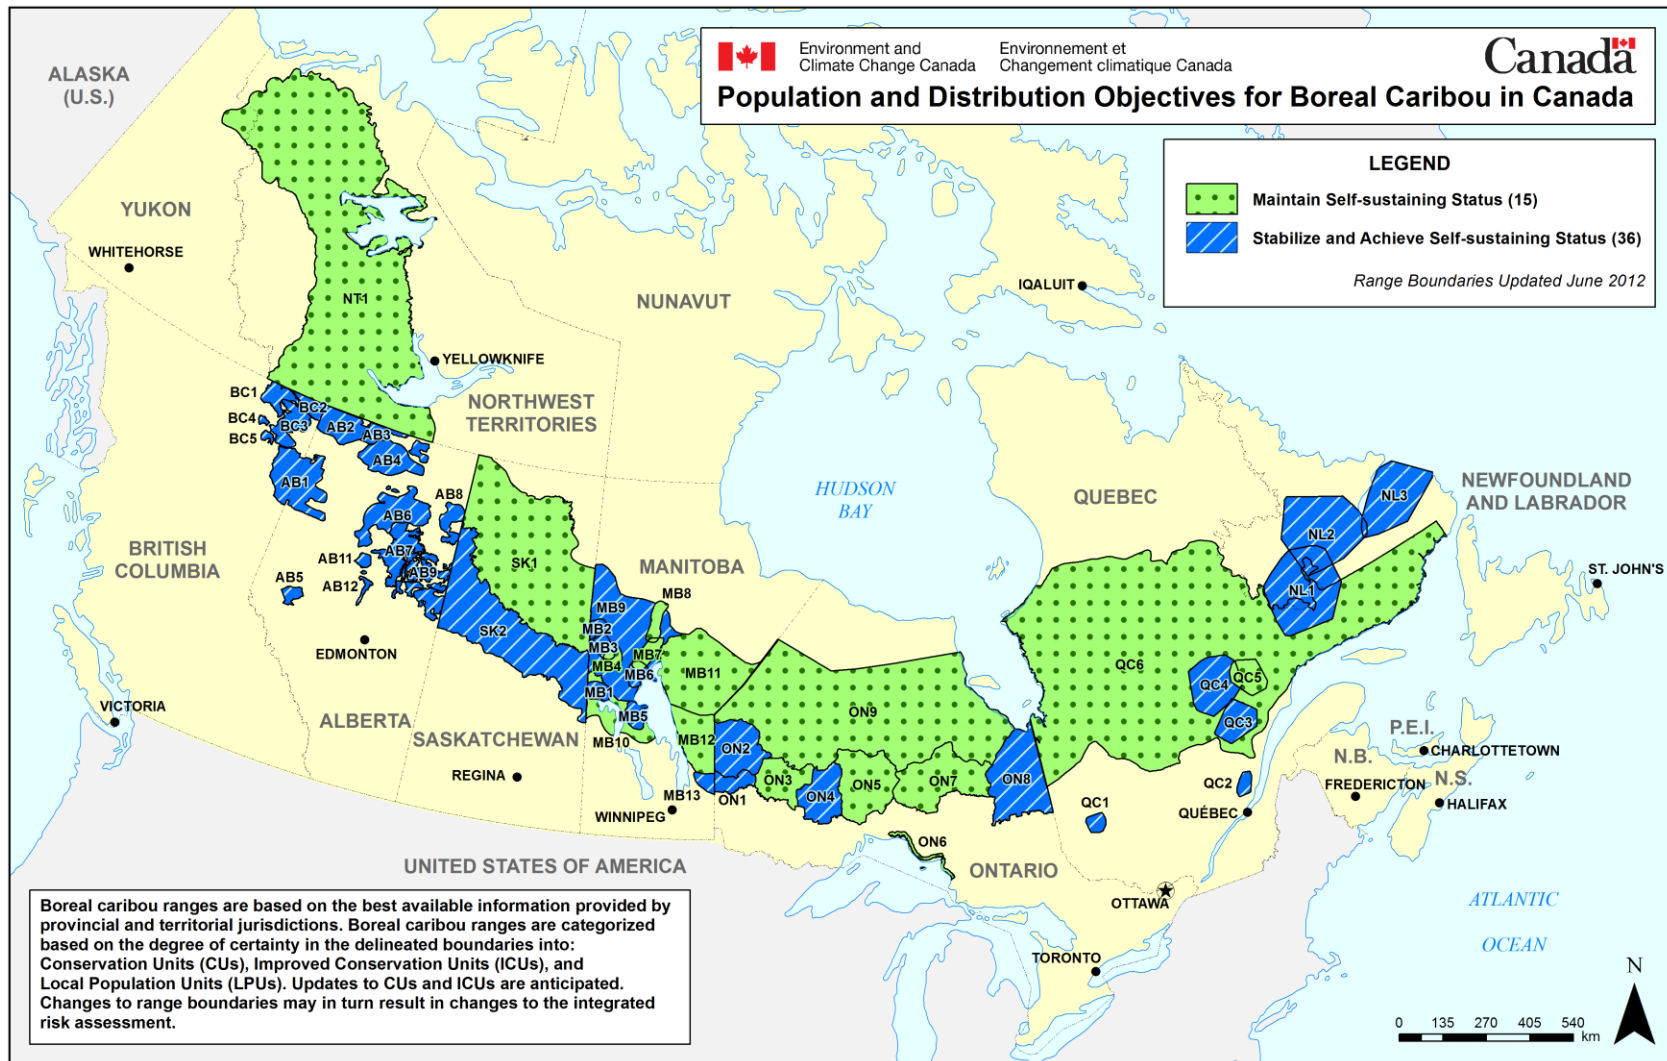 Environment and
Climate Change Canada
Environnement et
Changement climatique Canada
Canada
Population and Distribution Objectives for Boreal Caribou in Canada
LEGEND
Maintain Self-sustaining Status (15)
Stabilize and Achieve Self-sustaining Status (36)
Range Boundaries Updated June 2012
ALASKA
(U.S.)
YUKON
WHITEHORSE
NT1
NUNAVUT
IQALUIT
YELLOWKNIFE
NORTHWEST
TERRITORIES
BC1
BC2
BC4
BC3
BC5
AB2
AB3
AB4
AB1
AB8
AB6
AB7
AB11
AB9
AB12
AB5
BRITISH
COLUMBIA
HUDSON
BAY
QUEBEC
NEWFOUNDLAND
AND LABRADOR
NL3
NL2
NL1
ST. JOHN'S
SK1
SK2
MANITOBA
MB8
MB9
MB2
MB3
MB4
MB7
MB6
MB1
MB5
MB10
MB11
MB12
MB13
EDMONTON
VICTORIA
ALBERTA
SASKATCHEWAN
REGINA
WINNIPEG
ON9
ON2
ON1
ON3
ON4
ON5
ON7
ON8
ON6
QC6
QC4
QC5
QC3
QC2
QC1
QUÉBEC
P.E.I.
CHARLOTTETOWN
N.B.
N.S.
FREDERICTON
HALIFAX
UNITED STATES OF AMERICA
ONTARIO
OTTAWA
TORONTO
ATLANTIC
OCEAN
Boreal caribou ranges are based on the best available information provided by
provincial and territorial jurisdictions. Boreal caribou ranges are categorized
based on the degree of certainty in the delineated boundaries into:
Conservation Units (CUs), Improved Conservation Units (ICUs), and
Local Population Units (LPUs). Updates to CUs and ICUs are anticipated.
Changes to range boundaries may in turn result in changes to the integrated
risk assessment.
N
0 135 270 405 540
km